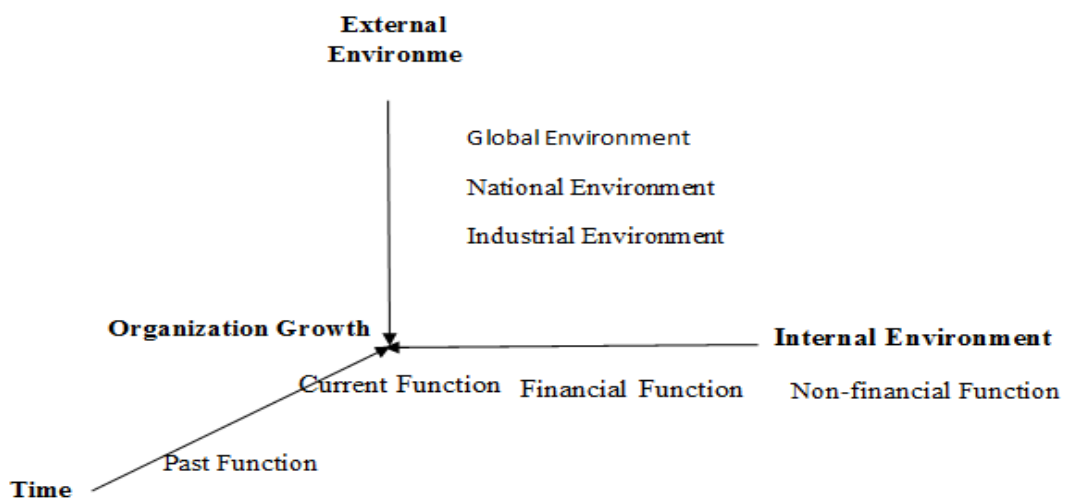 External
Environme
Global Environment
National Environment
Industrial Environment
Organization Growth
Internal Environment
Current Function
Financial Function
Non-financial Function
Past Function
Time